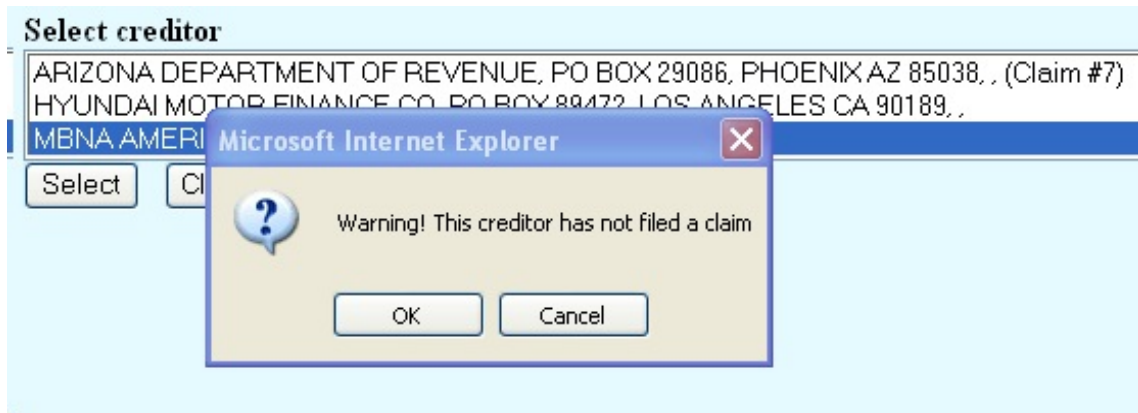 Select creditor
ARIZONA DEPARTMENT OF REVENUE, PO BOX 29086, PHOENIX AZ 85038, , (Claim #7)
HYUNDAI MOTOR FINANCE CO, PO BOX 89472, LOS ANGELES CA 90189, ,
MBNA AMERI
Microsoft Internet Explorer
Select
Warning! This creditor has not filed a claim
OK Cancel